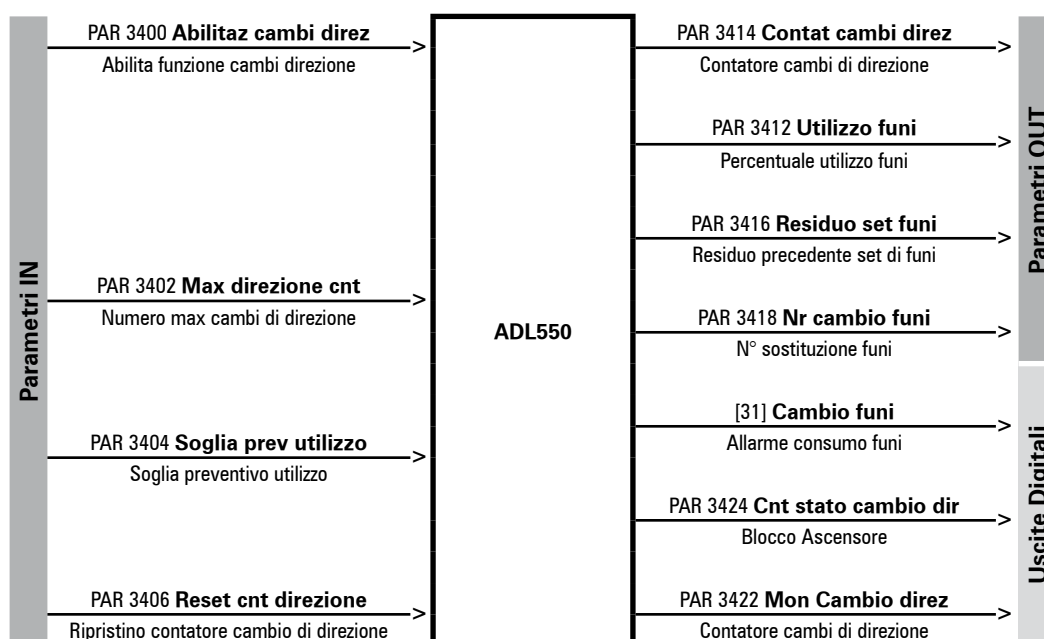 Parametri IN
PAR 3400 Abilitaz cambi direz
>
Abilita funzione cambi direzione
PAR 3402 Max direzione cnt
>
Numero max cambi di direzione
PAR 3404 Soglia prev utilizzo
>
Soglia preventivo utilizzo
PAR 3406 Reset cnt direzione
>
Ripristino contatore cambio di direzione
ADL550
PAR 3414 Contat cambi direz
>
Contatore cambi di direzione
PAR 3412 Utilizzo funi
>
Percentuale utilizzo funi
PAR 3416 Residuo set funi
>
Residuo precedente set di funi
PAR 3418 Nr cambio funi
>
N° sostituzione funi
[31] Cambio funi
>
Allarme consumo funi
PAR 3424 Cnt stato cambio dir
>
Blocco Ascensore
PAR 3422 Mon Cambio direz
>
Contatore cambi di direzione
Parametri OUT
Uscite Digitali